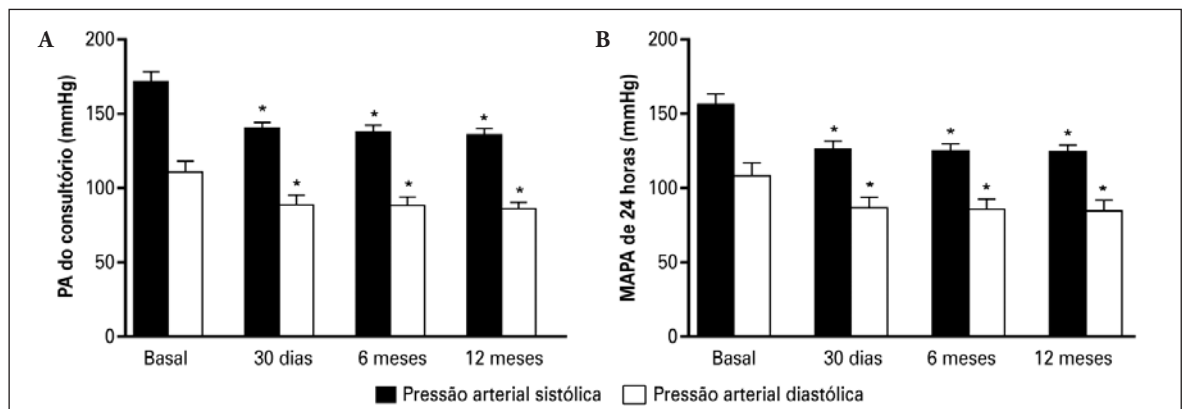 A
PA do consultório (mmHg)
200
150
100
50
0
*
*
*
*
*
*
Basal
30 dias
6 meses
12 meses
B
MAPA de 24 horas (mmHg)
200
150
100
50
0
*
*
*
*
*
*
Basal
30 dias
6 meses
12 meses
Pressão arterial sistólica
Pressão arterial diastólica